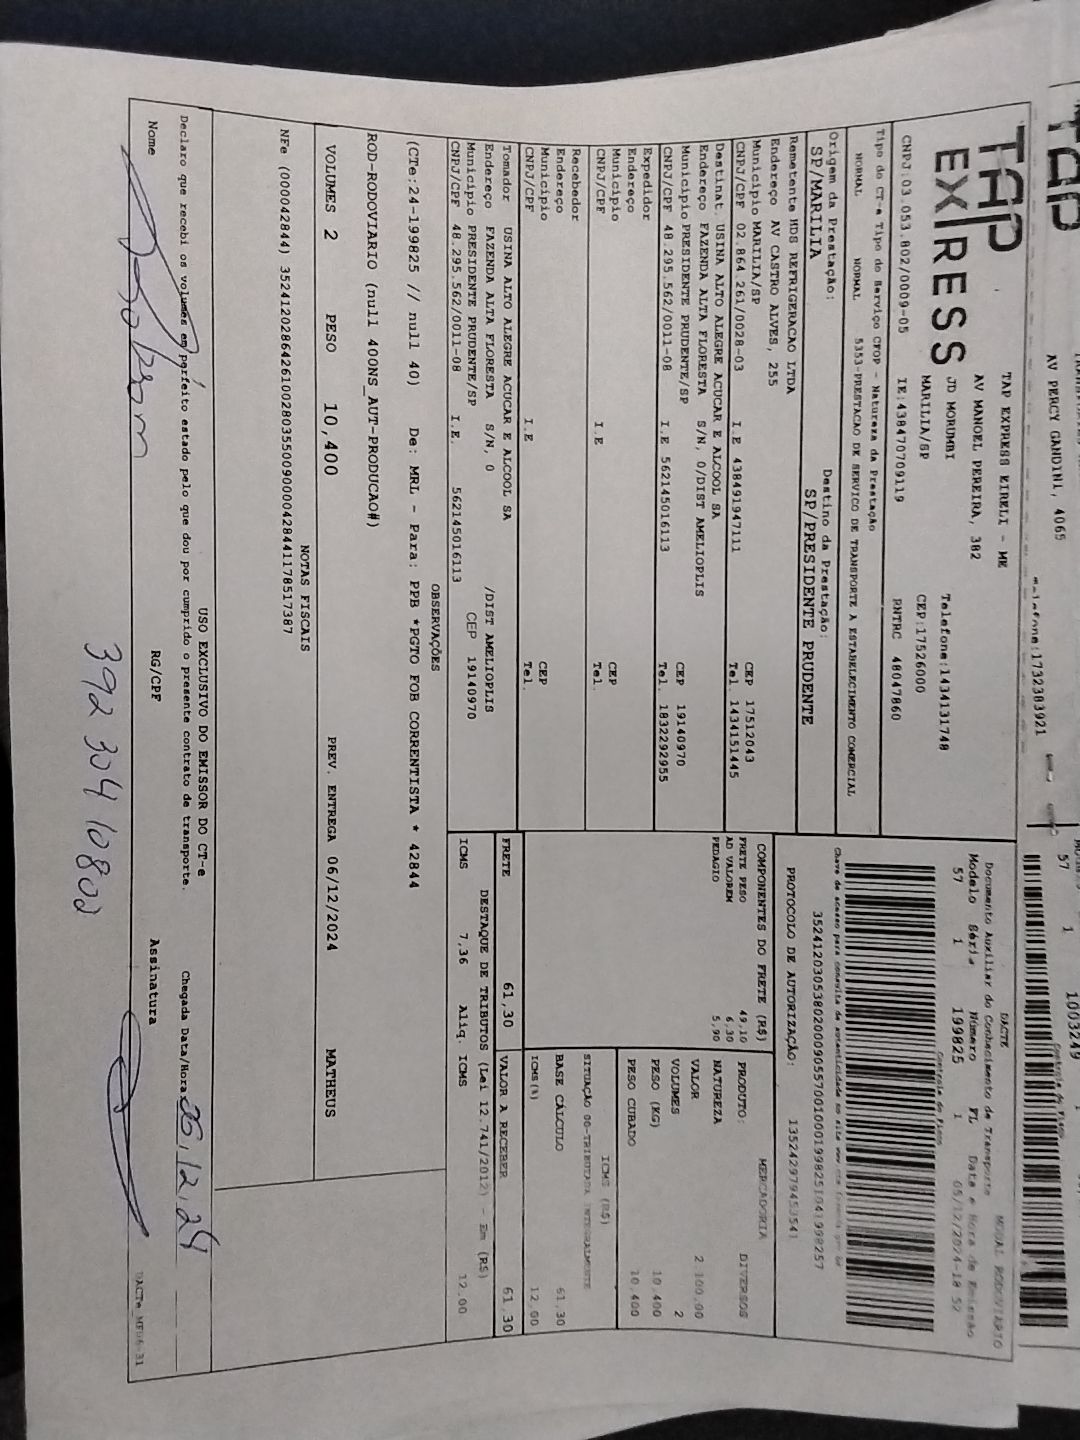 TAP
AV PERCY GANDINI, 4065
57 1 1003249
TAP EXPRESS
TAP EXPRESS EIRELI - ME
AV MANOEL PEREIRA, 382
JD MORUMBI Telefone:1434131748
MARILIA/SP CEP:17526000
CNPJ:03.053.802/0009-05 IE:438470709119 RNTRC 48047860
DACTE MODAL RODOVIÁRIO
Documento Auxiliar do Conhecimento de Transporte
Modelo Série Número FL Data e Hora de Emissão
57 1 199825 1 05/12/2024-18:52
Controle do Fisco
Tipo do CT-e Tipo do Serviço CFOP - Natureza da Prestação
NORMAL NORMAL 5353-PRESTACAO DE SERVICO DE TRANSPORTE A ESTABELECIMENTO COMERCIAL
Origem da Prestação: Destino da Prestação:
SP/MARILIA SP/PRESIDENTE PRUDENTE
PROTOCOLO DE AUTORIZAÇÃO:
Remetente HDS REFRIGERACAO LTDA
Endereço AV CASTRO ALVES, 255
Município MARILIA/SP CEP 17512043
CNPJ/CPF 02.864.261/0028-03 I.E 438491947111 Tel. 1434151445
Destinat. USINA ALTO ALEGRE ACUCAR E ALCOOL SA
Endereço FAZENDA ALTA FLORESTA S/N, 0/DIST AMELIOPLIS
Município PRESIDENTE PRUDENTE/SP CEP 19140970
CNPJ/CPF 48.295.562/0011-08 I.E 562145016113 Tel. 1832292955
Expedidor
Endereço
Município CEP
CNPJ/CPF I.E Tel.
Recebedor
Endereço
Município CEP
CNPJ/CPF I.E Tel.
Tomador USINA ALTO ALEGRE ACUCAR E ALCOOL SA
Endereço FAZENDA ALTA FLORESTA S/N, 0 /DIST AMELIOPLIS
Município PRESIDENTE PRUDENTE/SP CEP 19140970
CNPJ/CPF 48.295.562/0011-08 I.E. 562145016113
COMPONENTES DO FRETE (R$)
FRETE PESO 49,10
AD VALOREM 6,30
PEDAGIO 5,90
PRODUTO: MERCADORIA
NATUREZA DIVERSOS
VALOR 2.100,00
VOLUMES 2
PESO (KG) 10,400
PESO CUBADO 10,400
ICMS (R$)
SITUAÇÃO 00-TRIBUTADA INTEGRALMENTE
BASE CÁLCULO 61,30
ICMS(%) 12,00
FRETE 61,30 VALOR A RECEBER 61,30
DESTAQUE DE TRIBUTOS (Lei 12.741/2012) - Em (R$)
ICMS 7,36 Aliq. ICMS 12.00
OBSERVAÇÕES
(CTe:24-199825 // null 40) De: MRL - Para: PPB *PGTO FOB CORRENTISTA * 42844
ROD-RODOVIARIO (null 400NS_AUT-PRODUCAO#)
VOLUMES 2 PESO 10,400 PREV. ENTREGA 06/12/2024 MATHEUS
NOTAS FISCAIS
NFe (000042844)
USO EXCLUSIVO DO EMISSOR DO CT-e
Declaro que recebi os volumes em perfeito estado pelo que dou por cumprido o presente contrato de transporte. Chegada Data/Hora 06,12,24
Nome RG/CPF Assinatura
392 304 10802